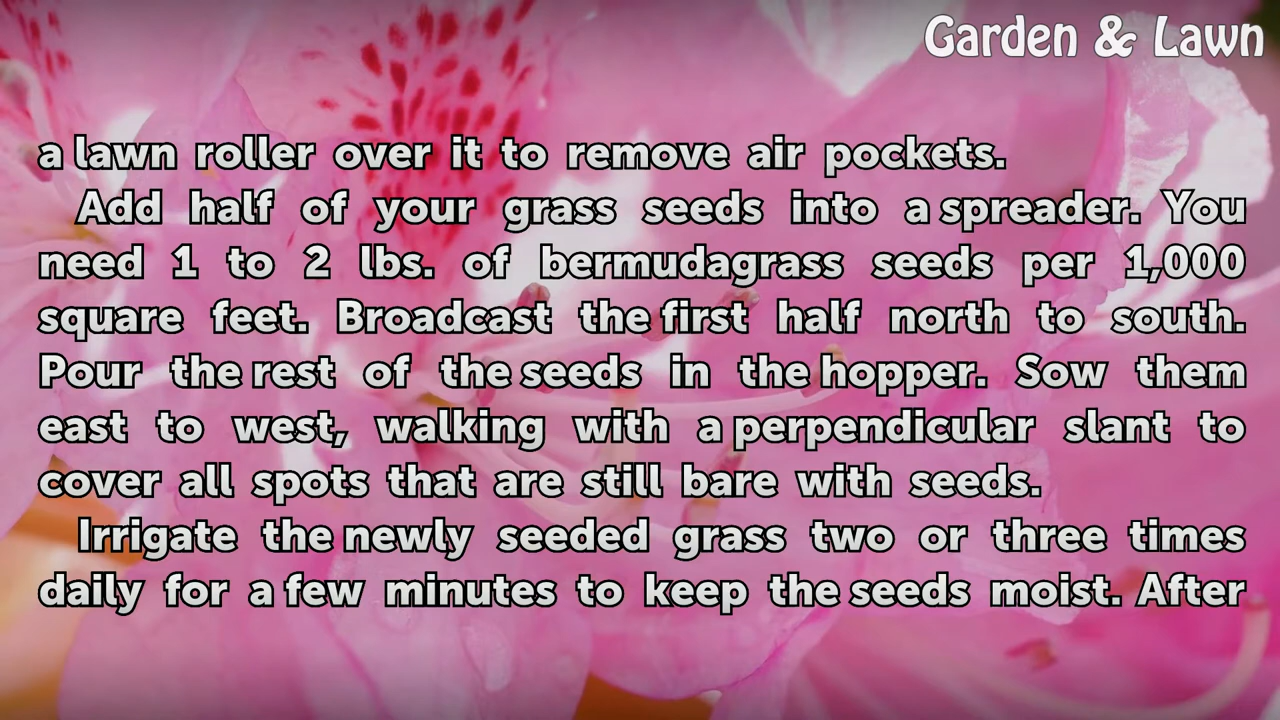 Garden & Lawn
a lawn roller over it to remove air pockets.
Add half of your grass seeds into a spreader. You
need 1 to 2 lbs. of bermudagrass seeds per 1,000
square feet. Broadcast the first half north to south.
Pour the rest of the seeds in the hopper. Sow them
east to west, walking with a perpendicular slant to
cover all spots that are still bare with seeds.
Irrigate the newly seeded grass two or three times
daily for a few minutes to keep the seeds moist. After